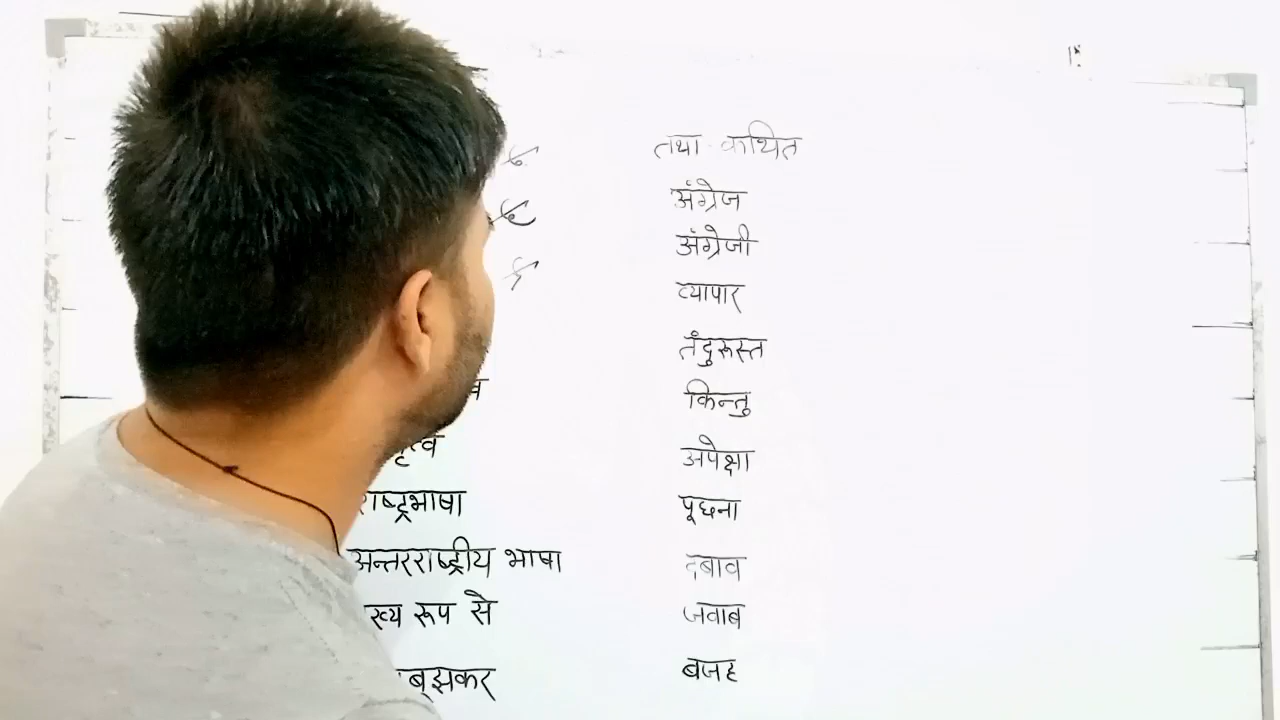 तथा कथित
अंग्रेज
अंग्रेजी
व्यापार
तंदुरूस्त
किन्तु
अपेक्षा
पूछना
दबाव
जवाब
बजह
राष्ट्रभाषा
अन्तरराष्ट्रीय भाषा
रूप से